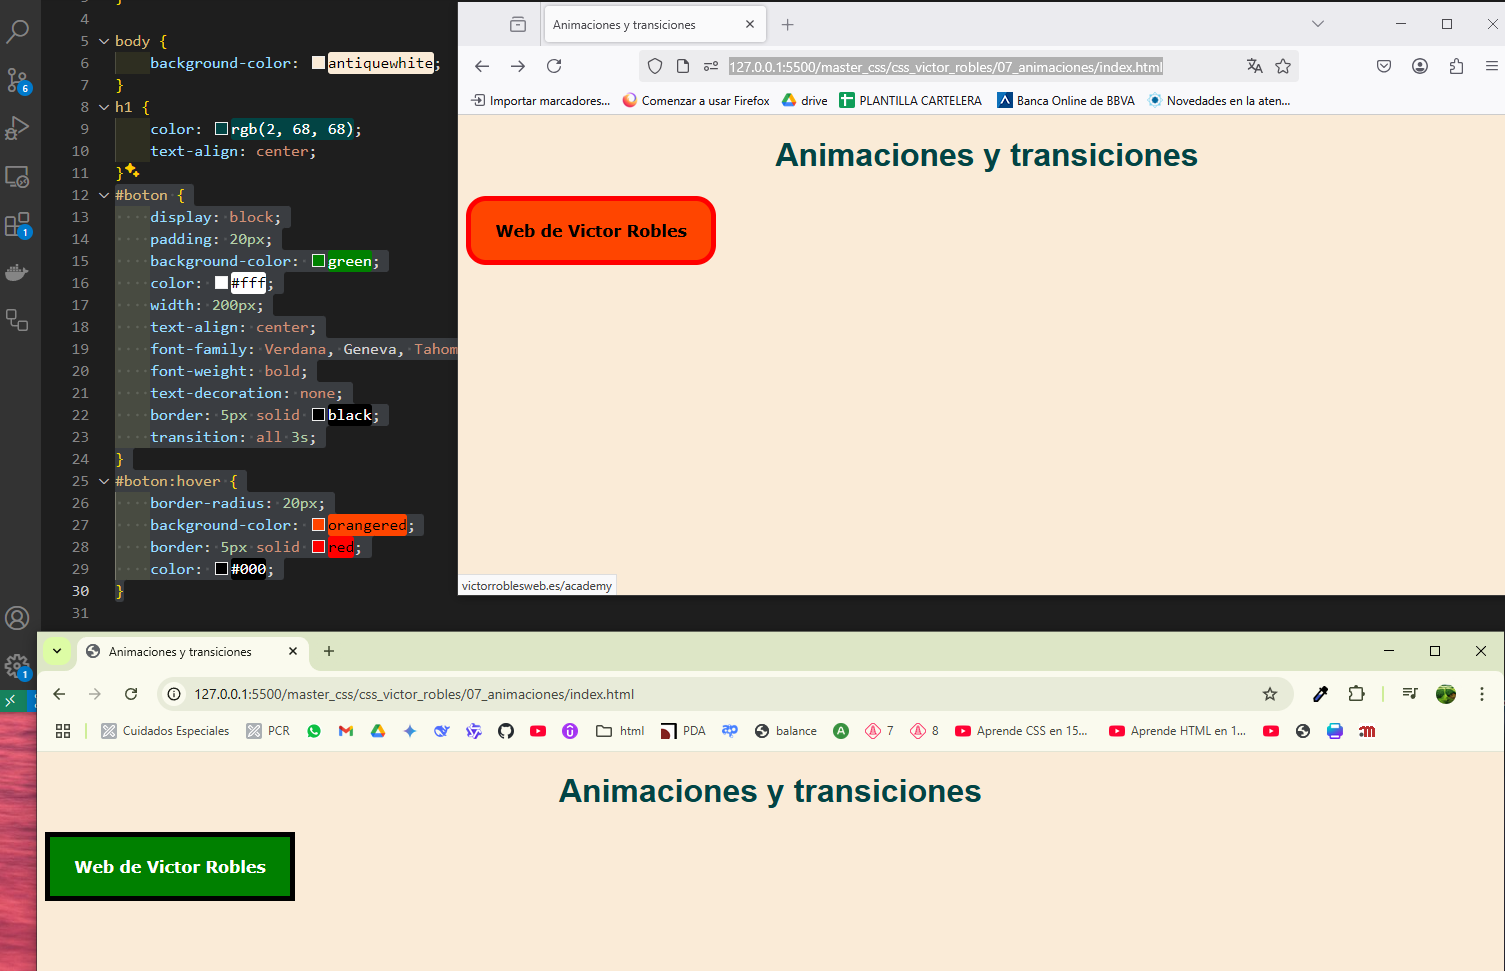 4
5 body {
6 background-color: antiquewhite;
7 }
8 h1 {
9 color: rgb(2, 68, 68);
10 text-align: center;
11 }
12 #boton {
13 display: block;
14 padding: 20px;
15 background-color: green;
16 color: #fff;
17 width: 200px;
18 text-align: center;
19 font-family: Verdana, Geneva, Tahom
20 font-weight: bold;
21 text-decoration: none;
22 border: 5px solid black;
23 transition: all 3s;
24 }
25 #boton:hover {
26 border-radius: 20px;
27 background-color: orangered;
28 border: 5px solid red;
29 color: #000;
30 }
31
6
1
1
Animaciones y transiciones
127.0.0.1:5500/master_css/css_victor_robles/07_animaciones/index.html
Importar marcadores... Comenzar a usar Firefox drive PLANTILLA CARTELERA Banca Online de BBVA Novedades en la aten...
Animaciones y transiciones
Web de Victor Robles
victorroblesweb.es/academy
Animaciones y transiciones
127.0.0.1:5500/master_css/css_victor_robles/07_animaciones/index.html
Cuidados Especiales PCR html PDA balance 7 8 Aprende CSS en 15... Aprende HTML en 1...
Animaciones y transiciones
Web de Victor Robles